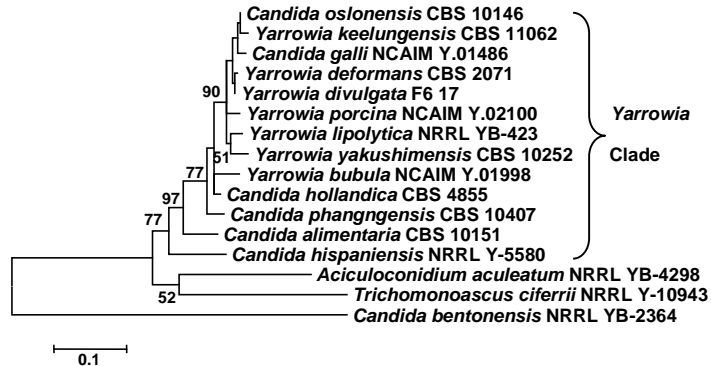 Candida oslonensis CBS 10146
Yarrowia keelungensis CBS 11062
Candida galli NCAIM Y.01486
Yarrowia deformans CBS 2071
90
Yarrowia divulgata F6 17
Yarrowia porcina NCAIM Y.02100
Yarrowia
Yarrowia lipolytica NRRL YB-423
51
Yarrowia yakushimensis CBS 10252
Clade
77
Yarrowia bubula NCAIM Y.01998
97
Candida hollandica CBS 4855
77
Candida phangngensis CBS 10407
Candida alimentaria CBS 10151
Candida hispaniensis NRRL Y-5580
Aciculoconidium aculeatum NRRL YB-4298
52
Trichomonoascus ciferrii NRRL Y-10943
Candida bentonensis NRRL YB-2364
0.1